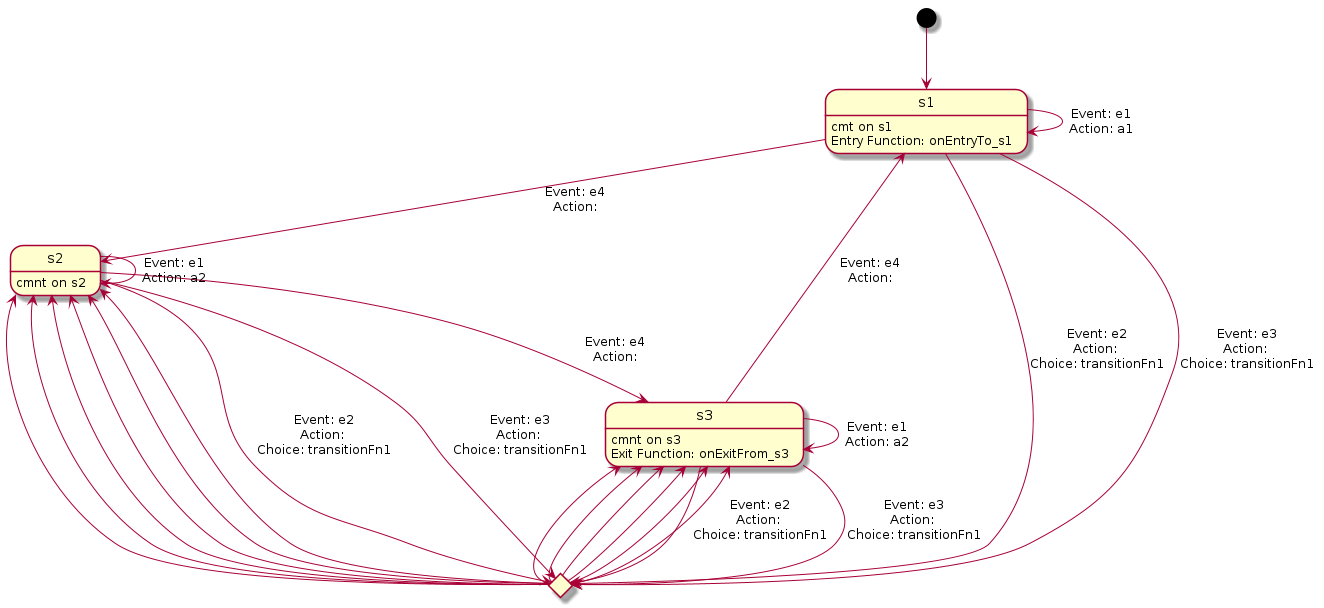 s1
cmt on s1
Entry Function: onEntryTo_s1
Event: e1
Action: a1
Event: e4
Action:
s2
cmnt on s2
Event: e1
Action: a2
Event: e4
Action:
Event: e4
Action:
Event: e2
Action:
Choice: transitionFn1
Event: e3
Action:
Choice: transitionFn1
s3
cmnt on s3
Exit Function: onExitFrom_s3
Event: e1
Action: a2
Event: e2
Action:
Choice: transitionFn1
Event: e3
Action:
Choice: transitionFn1
Event: e2
Action:
Choice: transitionFn1
Event: e3
Action:
Choice: transitionFn1